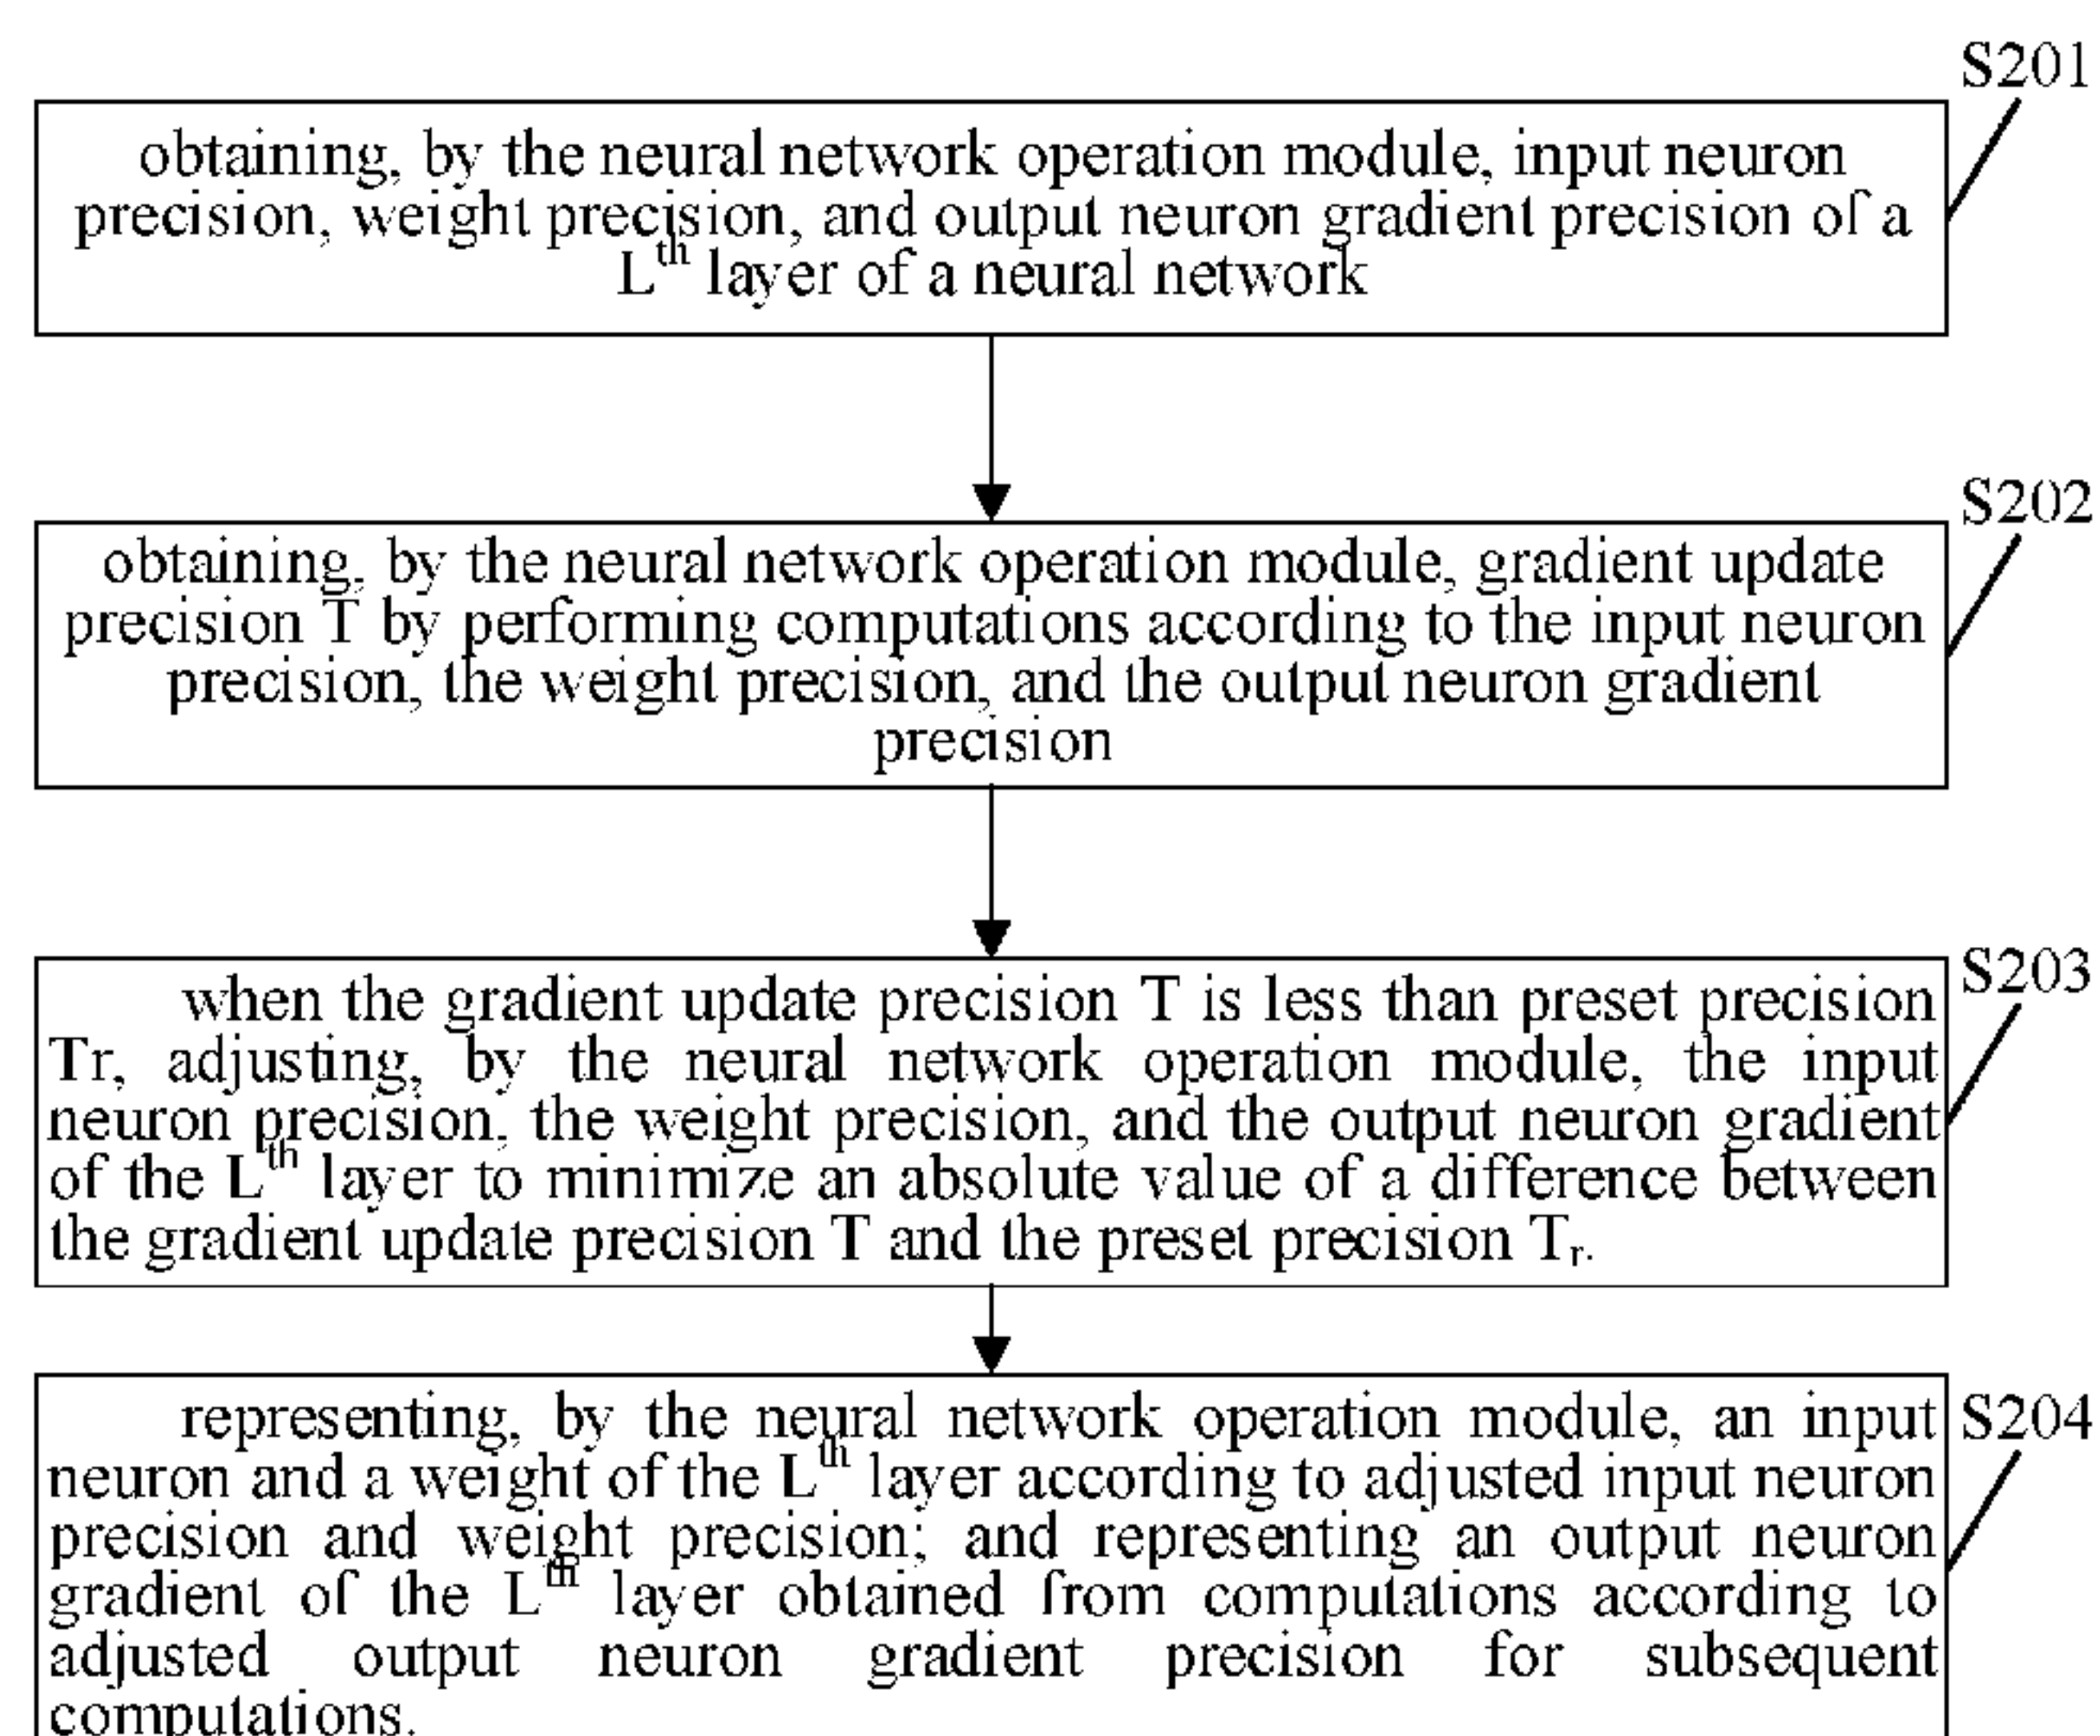 S201
obtaining, by the neural network operation module, input neuron
precision, weight precision, and output neuron gradient precision of a
Lth layer of a neural network
S202
obtaining, by the neural network operation module, gradient update
precision T by performing computations according to the input neuron
precision, the weight precision, and the output neuron gradient
precision
S203
when the gradient update precision T is less than preset precision
Tr, adjusting, by the neural network operation module, the input
neuron precision, the weight precision, and the output neuron gradient
of the Lth layer to minimize an absolute value of a difference between
the gradient update precision T and the preset precision Tr.
S204
representing, by the neural network operation module, an input
neuron and a weight of the Lth layer according to adjusted input neuron
precision and weight precision; and representing an output neuron
gradient of the Lth layer obtained from computations according to
adjusted output neuron gradient precision for subsequent
computations.